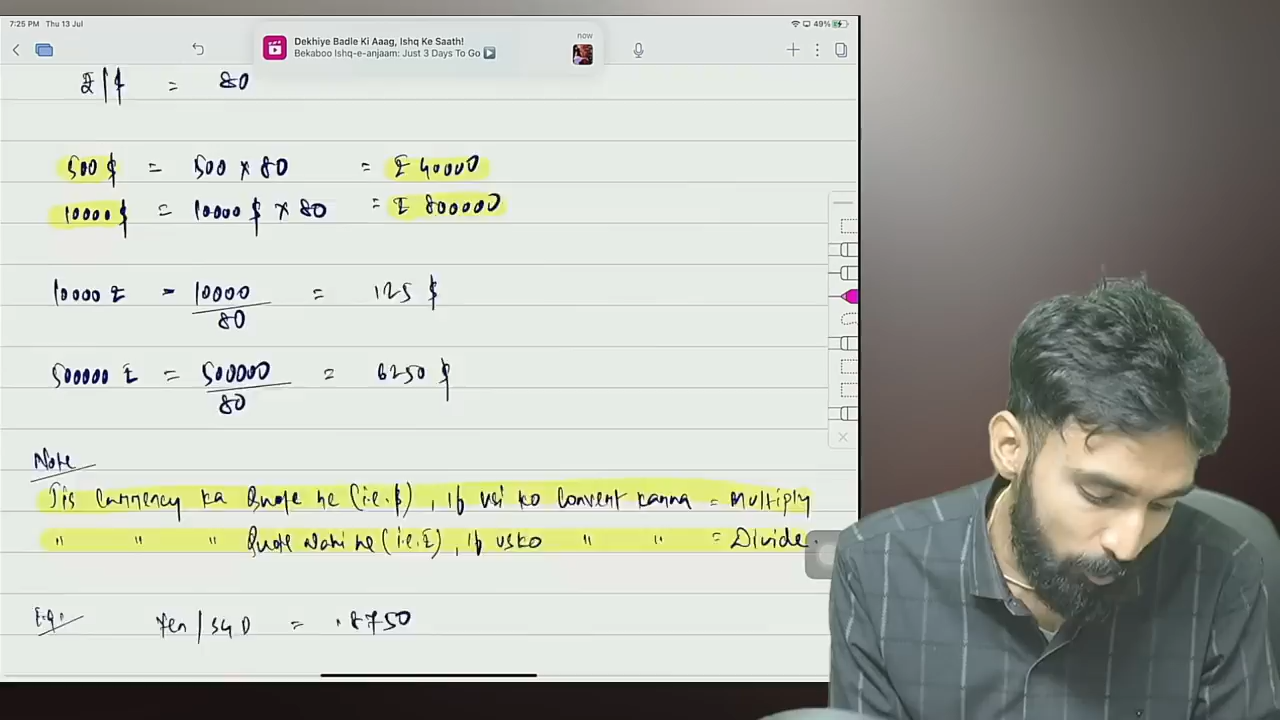 7:25 PM Thu 13 Jul
49%
Dekhiye Badle Ki Aaag, Ishq Ke Saath!
now
Bekaboo Ishq-e-anjaam: Just 3 Days To Go
₹/$ = 80
500 $ = 500 × 80 = ₹ 40000
10000 $ = 10000 $ × 80 = ₹ 800000
10000 ₹ = 10000/80 = 125 $
500000 ₹ = 500000/80 = 6250 $
Note
Jis Currency ka Quote he (i.e. $), if usi ko Convert karna = Multiply
" " " Quote Nahi he (i.e. ₹), if usko " " = Divide.
E.g. Yen/SGD = .8750